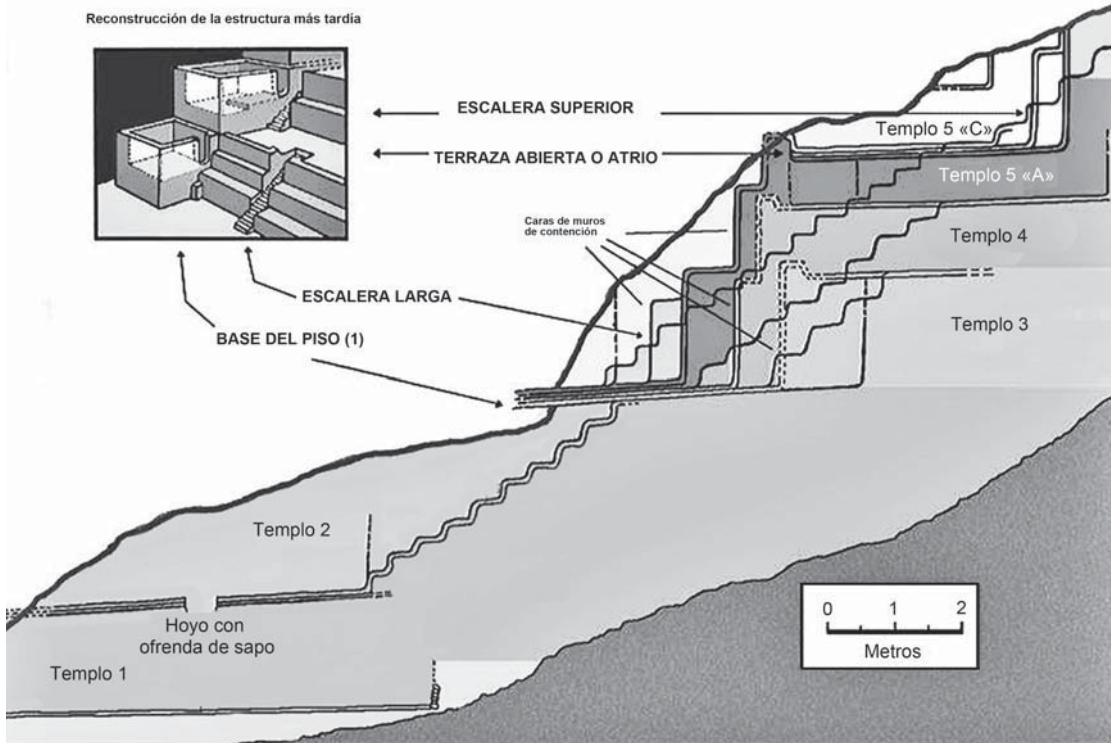 Reconstrucción de la estructura más tardía
ESCALERA SUPERIOR
TERRAZA ABIERTA O ATRIO
Templo 5 «C»
Templo 5 «A»
Caras de muros
de contención
Templo 4
ESCALERA LARGA
Templo 3
BASE DEL PISO (1)
Templo 2
Hoyo con
ofrenda de sapo
Templo 1
0 1 2
Metros